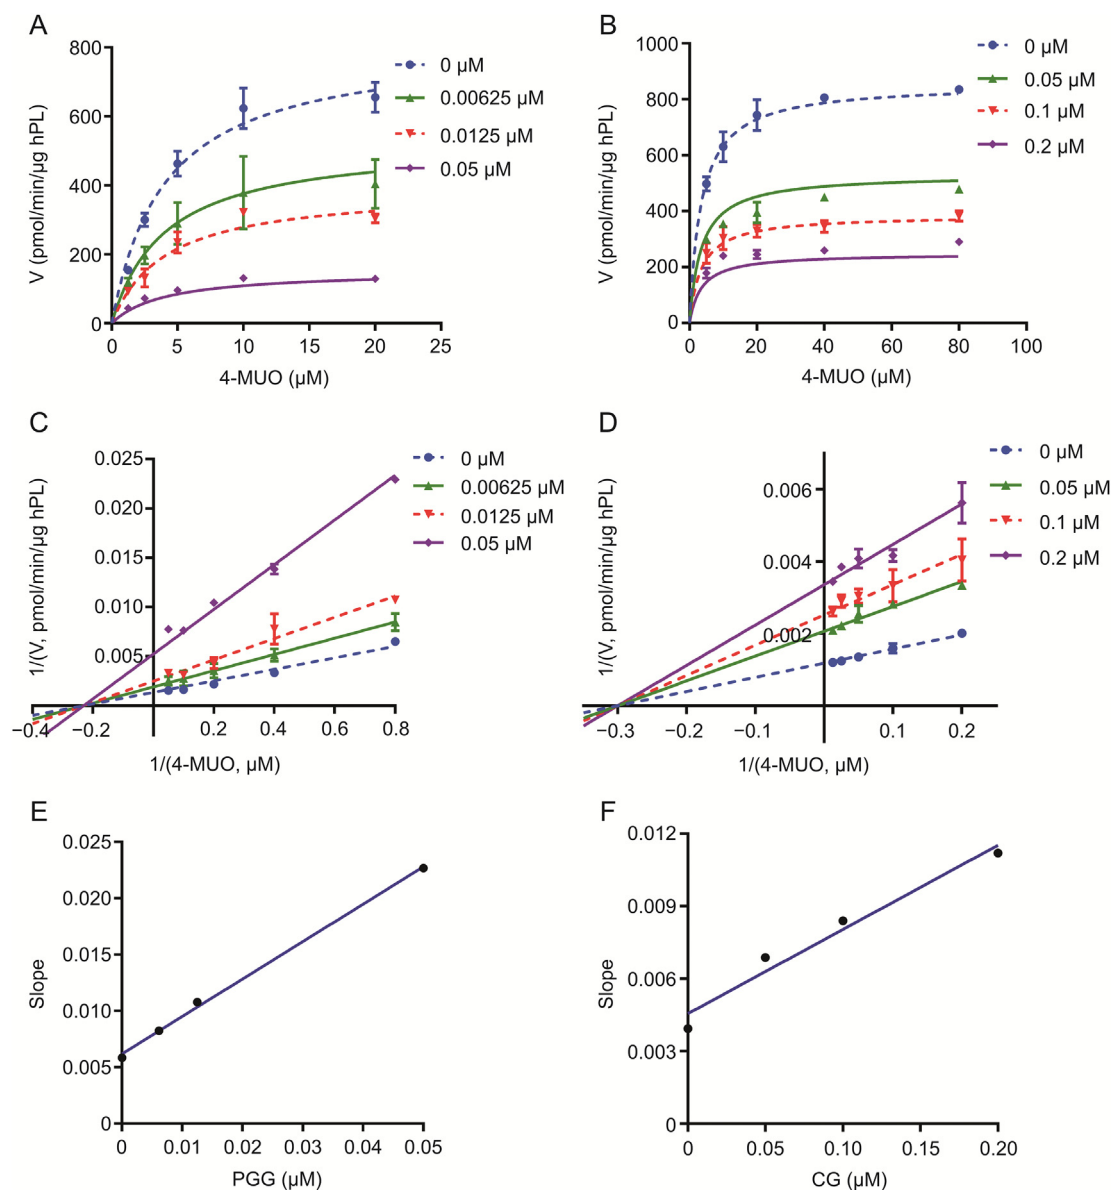 A
V (pmol/min/µg hPL)
800
600
400
200
0
0 5 10 15 20 25
4-MUO (µM)
0 µM
0.00625 µM
0.0125 µM
0.05 µM
B
V (pmol/min/µg hPL)
1000
800
600
400
200
0
0 20 40 60 80 100
4-MUO (µM)
0 µM
0.05 µM
0.1 µM
0.2 µM
C
1/(V, pmol/min/µg hPL)
0.025
0.020
0.015
0.010
0.005
−0.4 −0.2 0 0.2 0.4 0.6 0.8
1/(4-MUO, µM)
0 µM
0.00625 µM
0.0125 µM
0.05 µM
D
1/(V, pmol/min/µg hPL)
0.006
0.004
0.002
−0.3 −0.2 −0.1 0 0.1 0.2
1/(4-MUO, µM)
0 µM
0.05 µM
0.1 µM
0.2 µM
E
Slope
0.025
0.020
0.015
0.010
0.005
0
0 0.01 0.02 0.03 0.04 0.05
PGG (µM)
F
Slope
0.012
0.009
0.006
0.003
0
0 0.05 0.10 0.15 0.20
CG (µM)